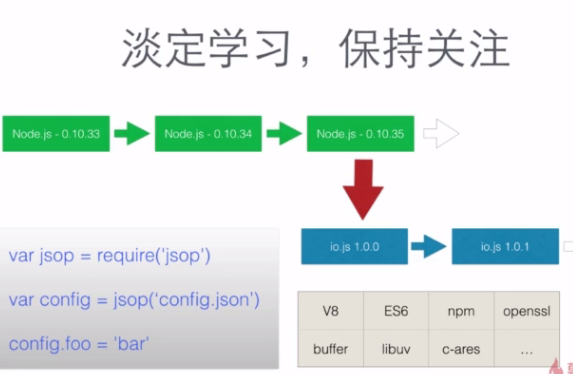 淡定学习，保持关注
Node.js - 0.10.33
Node.js - 0.10.34
Node.js - 0.10.35
io.js 1.0.0
io.js 1.0.1
var jsop = require('jsop')
var config = jsop(‘config.json’)
config.foo = 'bar'
V8 ES6 npm openssl
buffer libuv c-ares ...